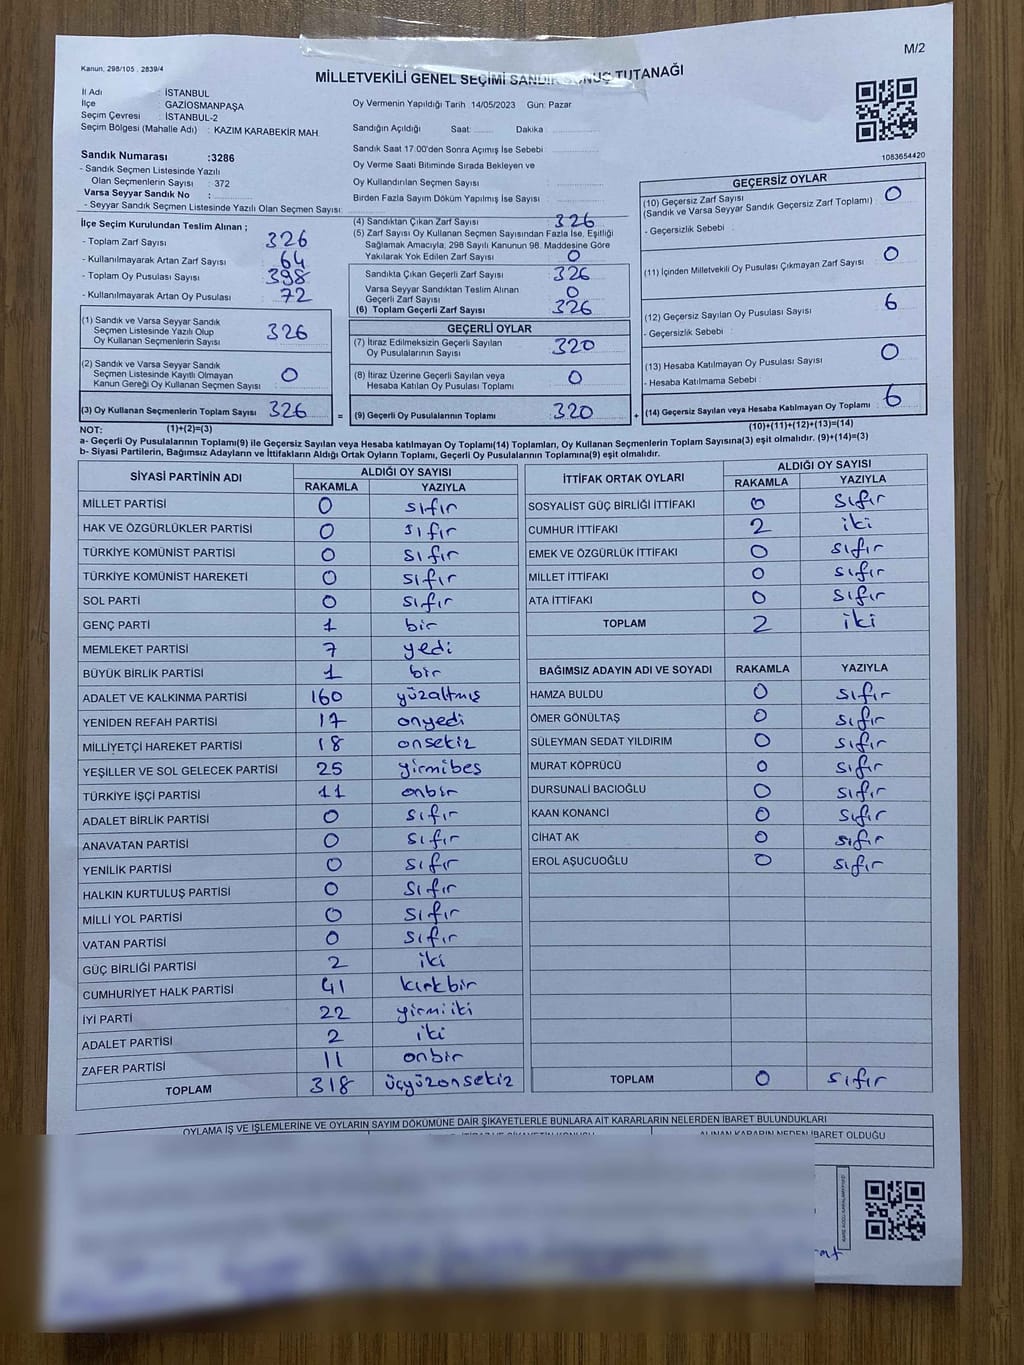 M/2
Kanun, 298/105 , 2839/4
MİLLETVEKİLİ GENEL SEÇİMİ SANDIK SONUÇ TUTANAĞI
İl Adı : İSTANBUL
İlçe : GAZİOSMANPAŞA
Seçim Çevresi : İSTANBUL-2
Seçim Bölgesi (Mahalle Adı) : KAZIM KARABEKİR MAH.
Sandık Numarası :3286
- Sandık Seçmen Listesinde Yazılı
Olan Seçmenlerin Sayısı : 372
Varsa Seyyar Sandık No :
- Seyyar Sandık Seçmen Listesinde Yazılı Olan Seçmen Sayısı:
Oy Vermenin Yapıldığı Tarih :14/05/2023 Gün: Pazar
Sandığın Açıldığı Saat: Dakika :
Sandık Saat 17:00'den Sonra Açımış İse Sebebi :
Oy Verme Saati Bitiminde Sırada Bekleyen ve
Oy Kullandırılan Seçmen Sayısı :
Birden Fazla Sayım Döküm Yapılmış İse Sayısı :
1083654420
İlçe Seçim Kurulundan Teslim Alınan ;
- Toplam Zarf Sayısı : 326
- Kullanılmayarak Artan Zarf Sayısı : 64
- Toplam Oy Pusulası Sayısı : 398
- Kullanılmayarak Artan Oy Pusulası : 72
(1) Sandık ve Varsa Seyyar Sandık
Seçmen Listesinde Yazılı Olup
Oy Kullanan Seçmenlerin Sayısı : 326
(2) Sandık ve Varsa Seyyar Sandık
Seçmen Listesinde Kayıtlı Olmayan
Kanun Gereği Oy Kullanan Seçmen Sayısı : 0
(3) Oy Kullanan Seçmenlerin Toplam Sayısı : 326
(4) Sandıktan Çıkan Zarf Sayısı : 326
(5) Zarf Sayısı Oy Kullanan Seçmen Sayısından Fazla İse, Eşitliği
Sağlamak Amacıyla, 298 Sayılı Kanunun 98. Maddesine Göre
Yakılarak Yok Edilen Zarf Sayısı : 0
Sandıkta Çıkan Geçerli Zarf Sayısı : 326
Varsa Seyyar Sandıktan Teslim Alınan
Geçerli Zarf Sayısı : 0
(6) Toplam Geçerli Zarf Sayısı : 326
GEÇERLİ OYLAR
(7) İtiraz Edilmeksizin Geçerli Sayılan
Oy Pusulalarının Sayısı : 320
(8) İtiraz Üzerine Geçerli Sayılan veya
Hesaba Katılan Oy Pusulası Toplamı : 0
= (9) Geçerli Oy Pusulalarının Toplamı : 320 +
GEÇERSİZ OYLAR
(10) Geçersiz Zarf Sayısı : 0
(Sandık ve Varsa Seyyar Sandık Geçersiz Zarf Toplamı)
- Geçersizlik Sebebi :
(11) İçinden Milletvekili Oy Pusulası Çıkmayan Zarf Sayısı : 0
(12) Geçersiz Sayılan Oy Pusulası Sayısı : 6
- Geçersizlik Sebebi :
(13) Hesaba Katılmayan Oy Pusulası Sayısı : 0
- Hesaba Katılmama Sebebi :
(14) Geçersiz Sayılan veya Hesaba Katılmayan Oy Toplamı : 6
NOT: (1)+(2)=(3)
(10)+(11)+(12)+(13)=(14)
a- Geçerli Oy Pusulalarının Toplamı(9) ile Geçersiz Sayılan veya Hesaba katılmayan Oy Toplamı(14) Toplamları, Oy Kullanan Seçmenlerin Toplam Sayısına(3) eşit olmalıdır. (9)+(14)=(3)
b- Siyasi Partilerin, Bağımsız Adayların ve İttifakların Aldığı Ortak Oyların Toplamı, Geçerli Oy Pusulalarının Toplamına(9) eşit olmalıdır.
SİYASİ PARTİNİN ADI ALDIĞI OY SAYISI
RAKAMLA YAZIYLA
MİLLET PARTİSİ 0 sıfır
HAK VE ÖZGÜRLÜKLER PARTİSİ 0 sıfır
TÜRKİYE KOMÜNİST PARTİSİ 0 sıfır
TÜRKİYE KOMÜNİST HAREKETİ 0 sıfır
SOL PARTİ 0 sıfır
GENÇ PARTİ 1 bir
MEMLEKET PARTİSİ 7 yedi
BÜYÜK BİRLİK PARTİSİ 1 bir
ADALET VE KALKINMA PARTİSİ 160 yüzaltmış
YENİDEN REFAH PARTİSİ 17 onyedi
MİLLİYETÇİ HAREKET PARTİSİ 18 onsekiz
YEŞİLLER VE SOL GELECEK PARTİSİ 25 yirmibeş
TÜRKİYE İŞÇİ PARTİSİ 11 onbir
ADALET BİRLİK PARTİSİ 0 sıfır
ANAVATAN PARTİSİ 0 sıfır
YENİLİK PARTİSİ 0 sıfır
HALKIN KURTULUŞ PARTİSİ 0 sıfır
MİLLİ YOL PARTİSİ 0 sıfır
VATAN PARTİSİ 0 sıfır
GÜÇ BİRLİĞİ PARTİSİ 2 iki
CUMHURİYET HALK PARTİSİ 41 kırkbir
İYİ PARTİ 22 yirmiiki
ADALET PARTİSİ 2 iki
ZAFER PARTİSİ 11 onbir
TOPLAM 318 üçyüzonsekiz
İTTİFAK ORTAK OYLARI ALDIĞI OY SAYISI
RAKAMLA YAZIYLA
SOSYALİST GÜÇ BİRLİĞİ İTTİFAKI 0 sıfır
CUMHUR İTTİFAKI 2 iki
EMEK VE ÖZGÜRLÜK İTTİFAKI 0 sıfır
MİLLET İTTİFAKI 0 sıfır
ATA İTTİFAKI 0 sıfır
TOPLAM 2 iki
BAĞIMSIZ ADAYIN ADI VE SOYADI RAKAMLA YAZIYLA
HAMZA BULDU 0 sıfır
ÖMER GÖNÜLTAŞ 0 sıfır
SÜLEYMAN SEDAT YILDIRIM 0 sıfır
MURAT KÖPRÜCÜ 0 sıfır
DURSUNALİ BACIOĞLU 0 sıfır
KAAN KONANCİ 0 sıfır
CİHAT AK 0 sıfır
EROL AŞUCUOĞLU 0 sıfır
TOPLAM 0 sıfır
OYLAMA İŞ VE İŞLEMLERİNE VE OYLARIN SAYIM DÖKÜMÜNE DAİR ŞİKAYETLERLE BUNLARA AİT KARARLARIN NELERDEN İBARET BULUNDUKLARI
ALINAN KARARIN NEDEN İBARET OLDUĞU